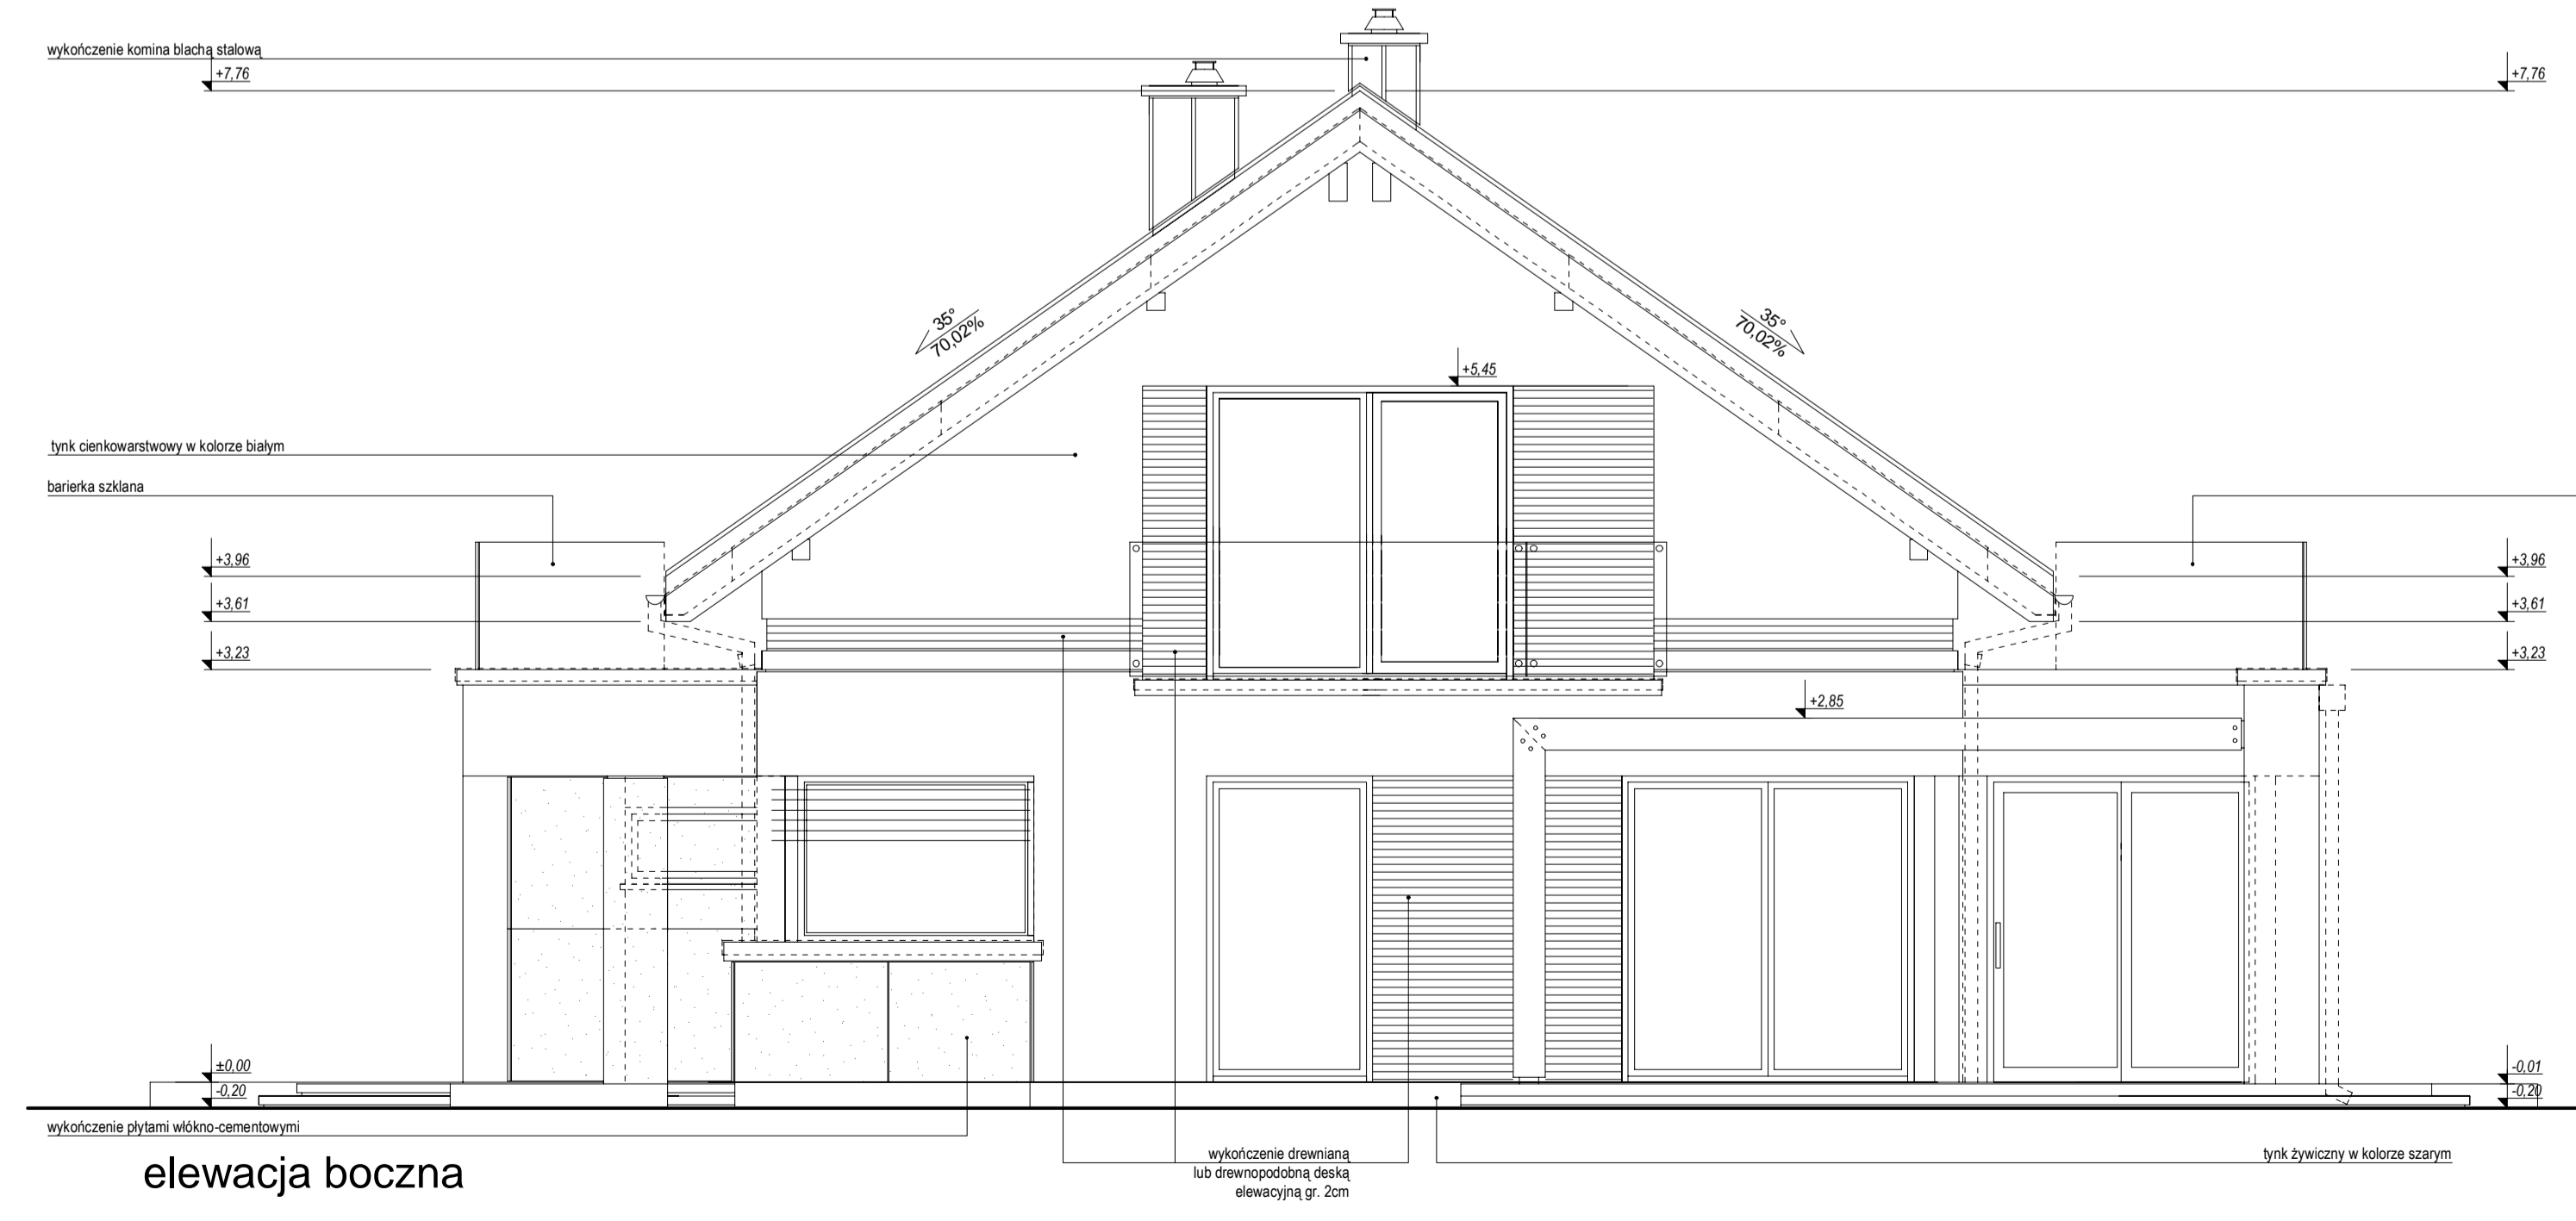 wykończenie komina blachą stalową
+7,76
+7,76
35°
70,02%
35°
70,02%
+5,45
tynk cienkowarstwowy w kolorze białym
barierka szklana
+3,96
+3,96
+3,61
+3,61
+3,23
+3,23
+2,85
±0,00
-0,01
-0,20
-0,20
wykończenie płytami włókno-cementowymi
wykończenie drewnianą
lub drewnopodobną deską
elewacyjną gr. 2cm
tynk żywiczny w kolorze szarym
elewacja boczna